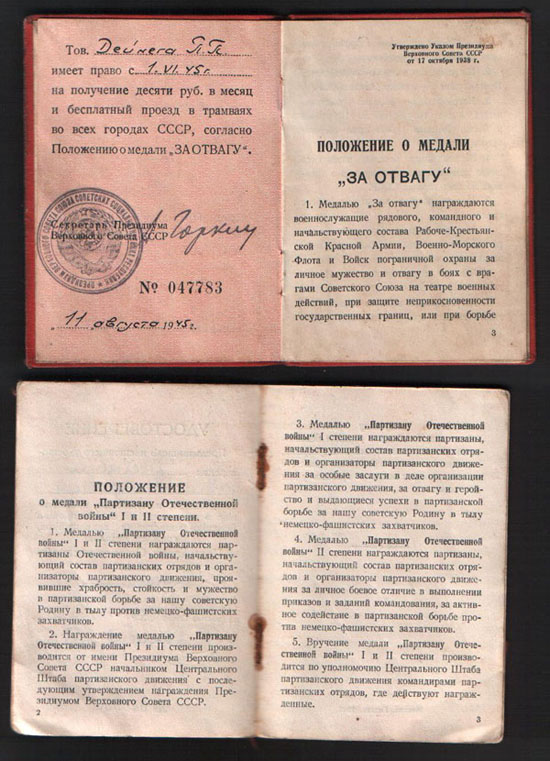 Тов. Дейнега П.П.
имеет право с 1.VI.45г
на получение десяти руб. в месяц
и бесплатный проезд в трамваях
во всех городах СССР, согласно
Положению о медали „ЗА ОТВАГУ“.
Секретарь Президиума
Верховного Совета СССР Горкин
№ 047783
„11 августа 1945г.
Утверждено Указом Президиума
Верховного Совета СССР
от 17 октября 1938 г.
ПОЛОЖЕНИЕ О МЕДАЛИ
„ЗА ОТВАГУ“
1. Медалью „За отвагу“ награждаются
военнослужащие рядового, командного и
начальствующего состава Рабоче-Крестьян-
ской Красной Армии, Военно-Морского
Флота и Войск пограничной охраны за
личное мужество и отвагу в боях с вра-
гами Советского Союза на театре военных
действий, при защите неприкосновенности
государственных границ, или при борьбе
3
ПОЛОЖЕНИЕ
о медали „Партизану Отечественной
войны“ I и II степени.
1. Медалью „Партизану Отечественной
войны“ I и II степени награждаются пар-
тизаны Отечественной войны, начальству-
ющий состав партизанских отрядов и ор-
ганизаторы партизанского движения, проя-
вившие храбрость, стойкость и мужество
в партизанской борьбе за нашу советскую
Родину в тылу против немецко-фашистских
захватчиков.
2. Награждение медалью „Партизану
Отечественной войны“ I и II степени произ-
водится от имени Президиума Верховного
Совета СССР начальником Центрального
Штаба партизанского движения с после-
дующим утверждением награждения Пре-
зидиумом Верховного Совета СССР.
2
3. Медалью „Партизану Отечественной
войны“ I степени награждаются партизаны,
начальствующий состав партизанских отря-
дов и организаторы партизанского движе-
ния за особые заслуги в деле организации
партизанского движения, за отвагу и герой-
ство и выдающиеся успехи в партизанской
борьбе за нашу советскую Родину в тылу
немецко-фашистских захватчиков.
4. Медалью „Партизану Отечественной
войны“ II степени награждаются партизаны,
начальствующий состав партизанских отря-
дов и организаторы партизанского движения
за личное боевое отличие в выполнении
приказов и заданий командования, за актив-
ное содействие в партизанской борьбе про-
тив немецко-фашистских захватчиков.
5. Вручение медали „Партизану Отече-
ственной войны“ I и II степени произво-
дится по уполномочию Центрального Штаба
партизанского движения командирами пар-
тизанских отрядов, где действуют награж-
денные.
3